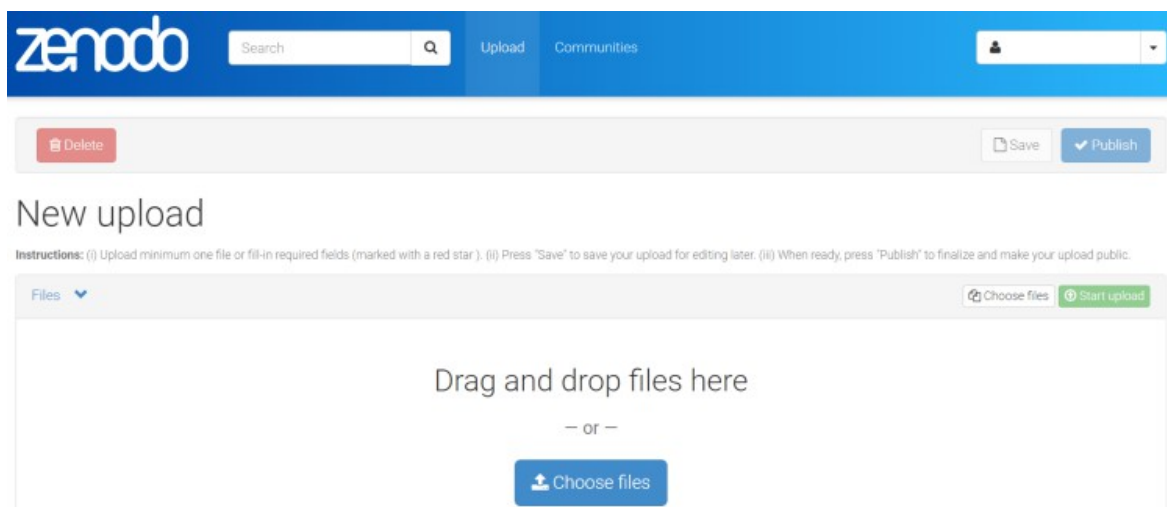 zenodo Search Upload Communities
Delete Save Publish
New upload
Instructions: (i) Upload minimum one file or fill-in required fields (marked with a red star ). (ii) Press "Save" to save your upload for editing later. (iii) When ready, press "Publish" to finalize and make your upload public.
Files Choose files Start upload
Drag and drop files here
— or —
Choose files